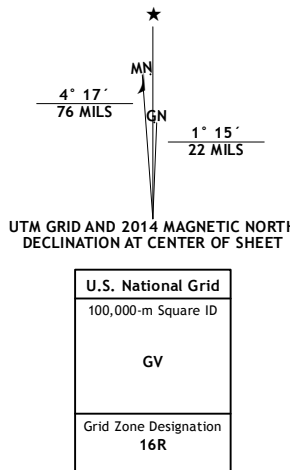 MN
GN
4° 17´
76 MILS
1° 15´
22 MILS
UTM GRID AND 2014 MAGNETIC NORTH
DECLINATION AT CENTER OF SHEET
U.S. National Grid
100,000-m Square ID
GV
Grid Zone Designation
16R